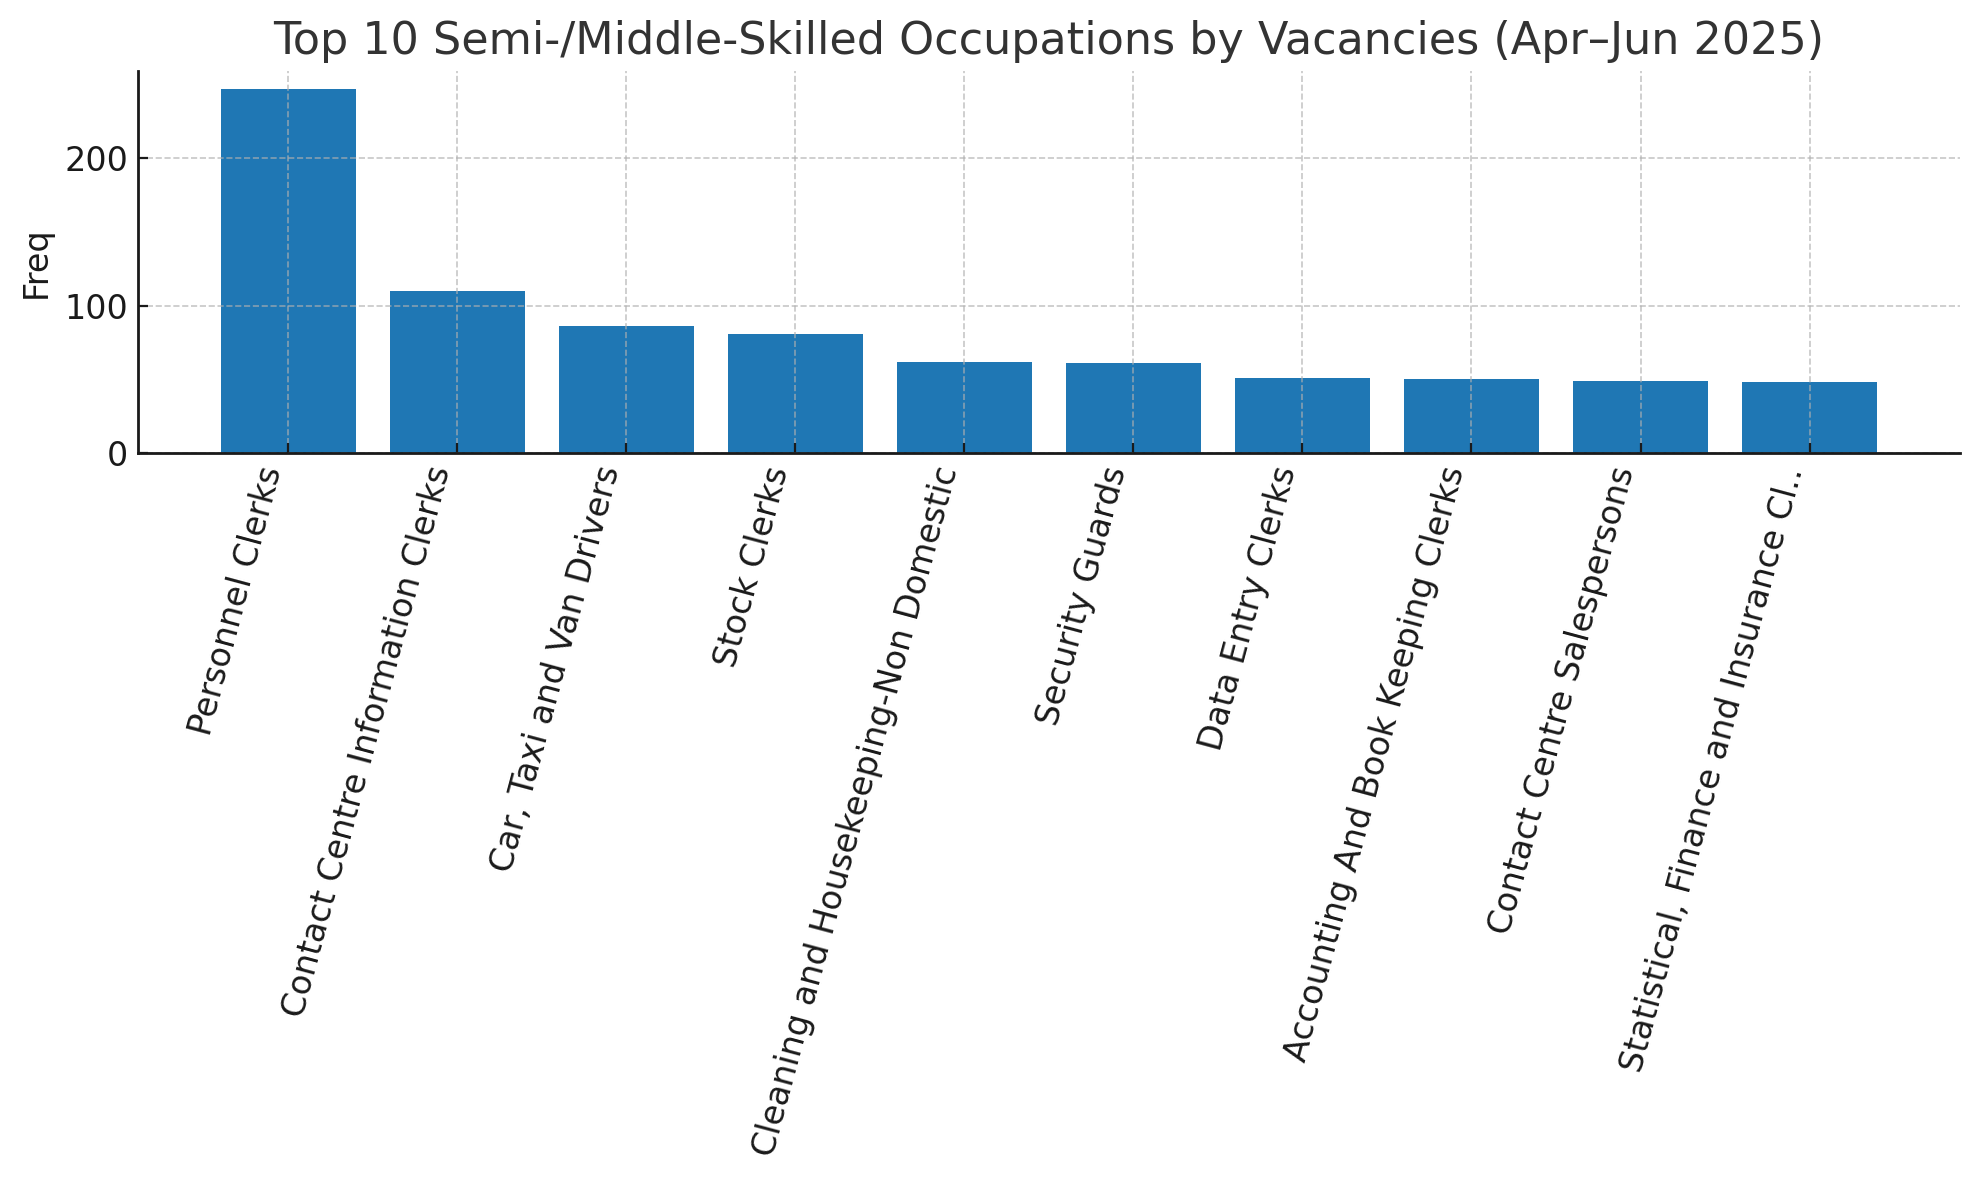 Top 10 Semi-/Middle-Skilled Occupations by Vacancies (Apr–Jun 2025)
Freq
200
100
0
Personnel Clerks
Contact Centre Information Clerks
Car, Taxi and Van Drivers
Stock Clerks
Cleaning and Housekeeping-Non Domestic
Security Guards
Data Entry Clerks
Accounting And Book Keeping Clerks
Contact Centre Salespersons
Statistical, Finance and Insurance Cl..